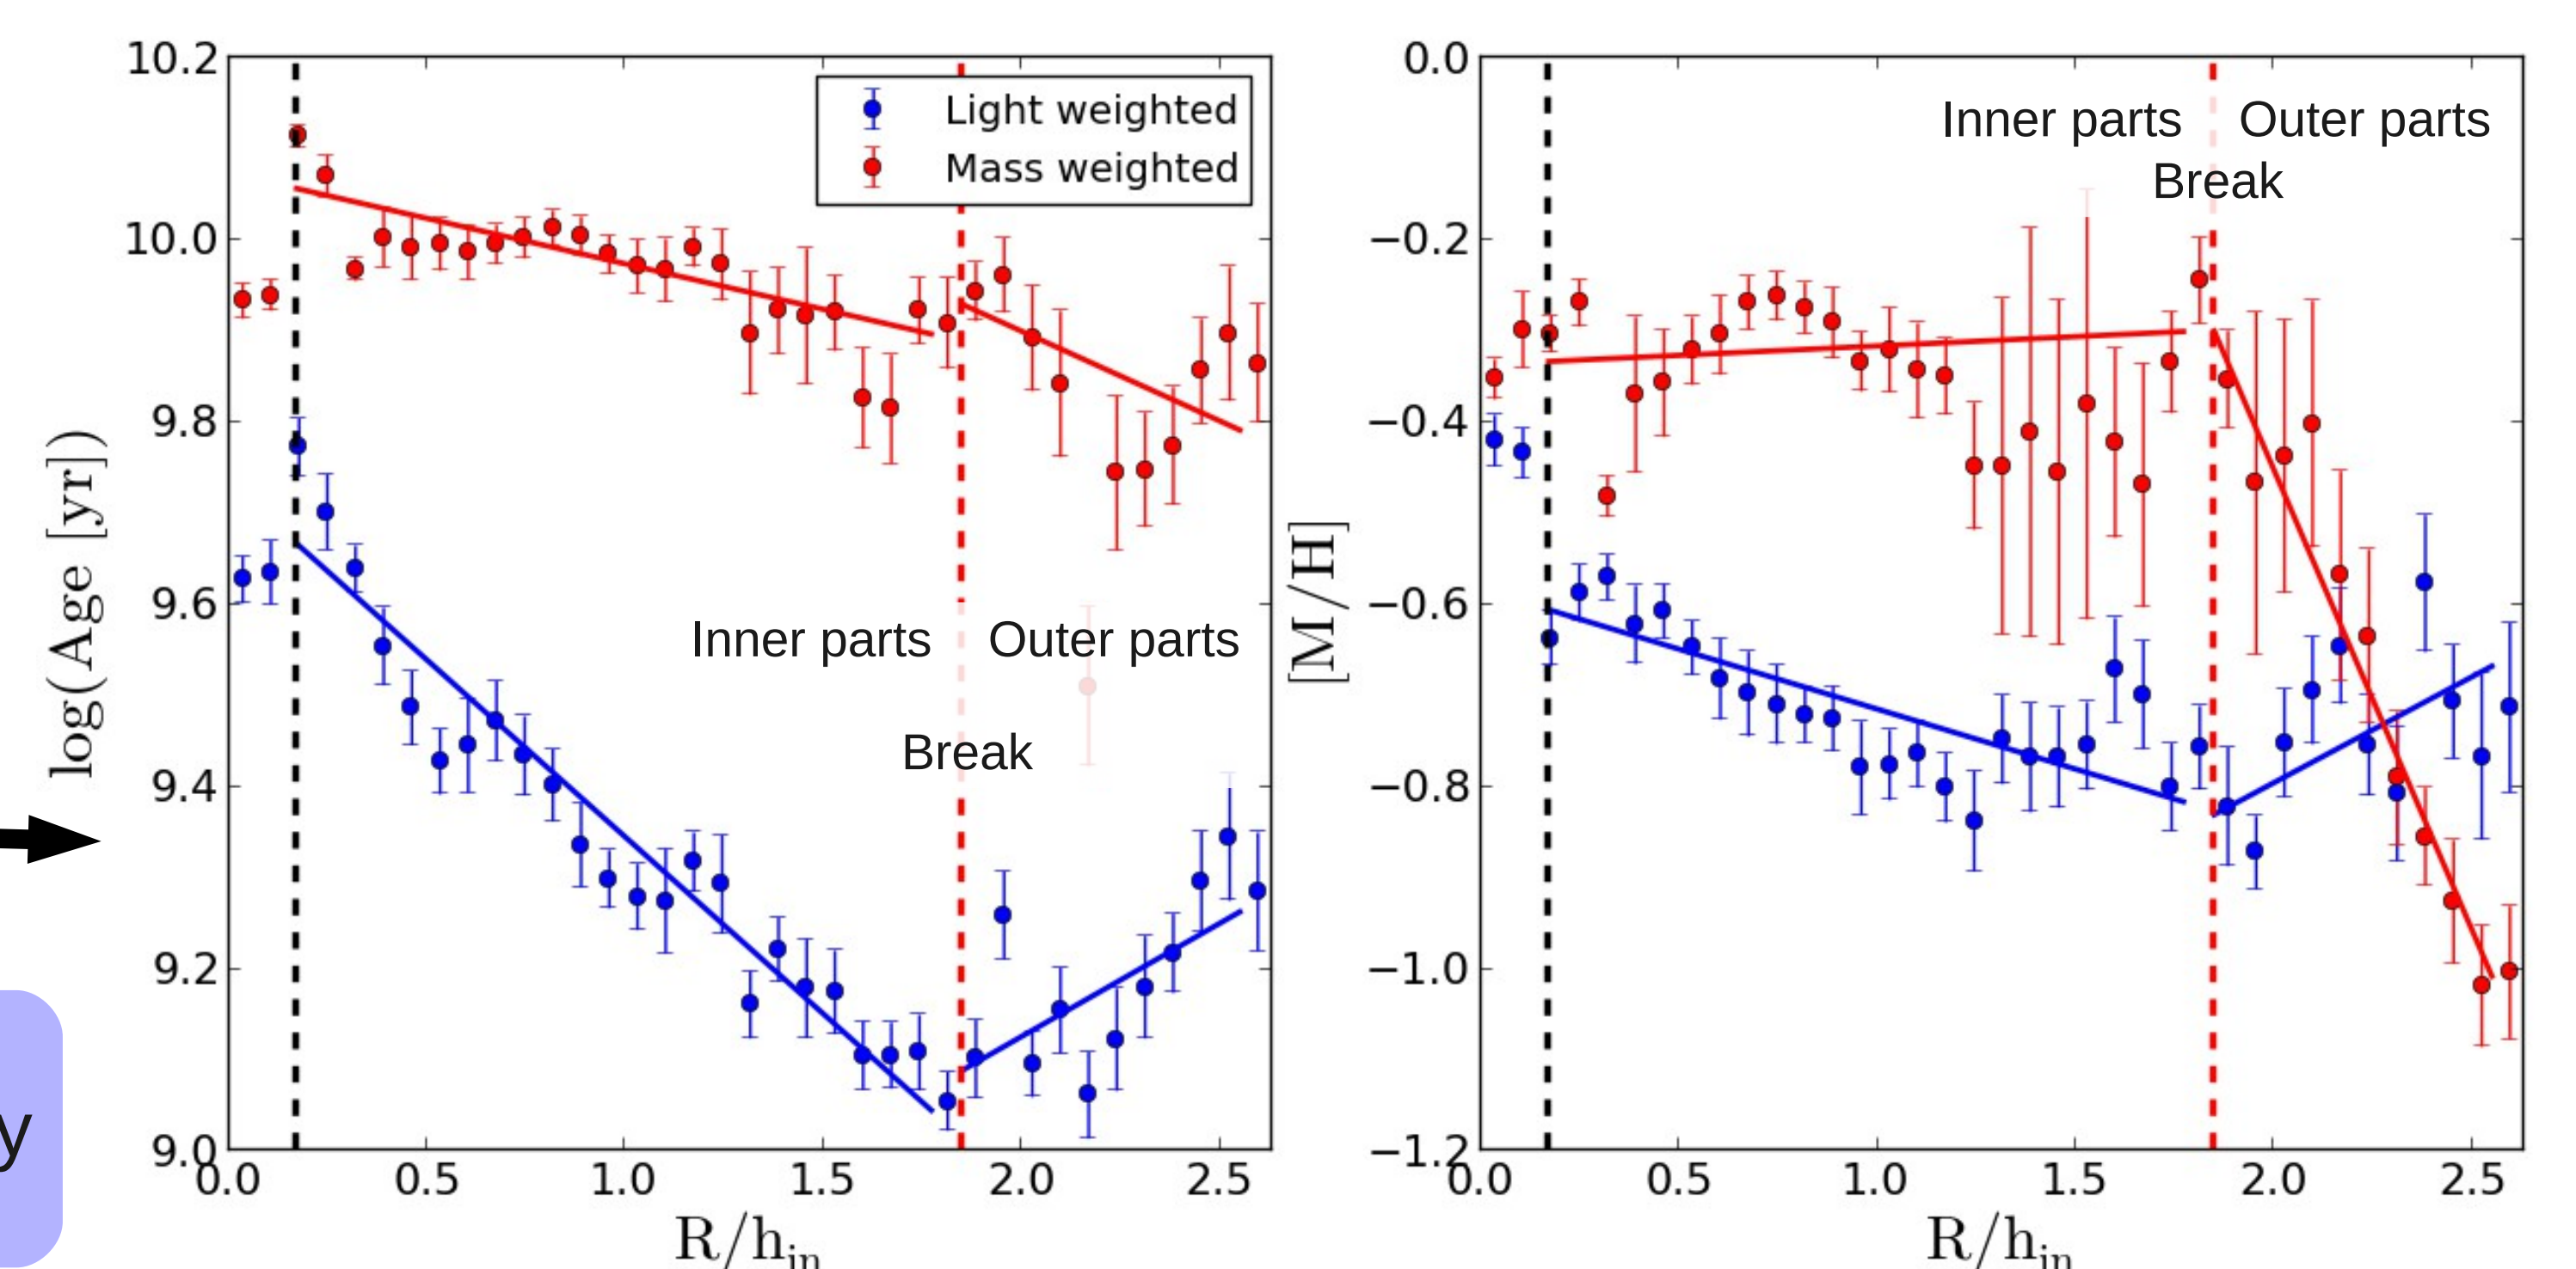 10.2
10.0
9.8
9.6
9.4
9.2
9.0
log(Age [yr])
Light weighted
Mass weighted
Inner parts
Outer parts
Break
0.0
0.5
1.0
1.5
2.0
2.5
R/h_in
0.0
−0.2
−0.4
−0.6
−0.8
−1.0
−1.2
[M/H]
Inner parts
Outer parts
Break
0.0
0.5
1.0
1.5
2.0
2.5
R/h_in
y